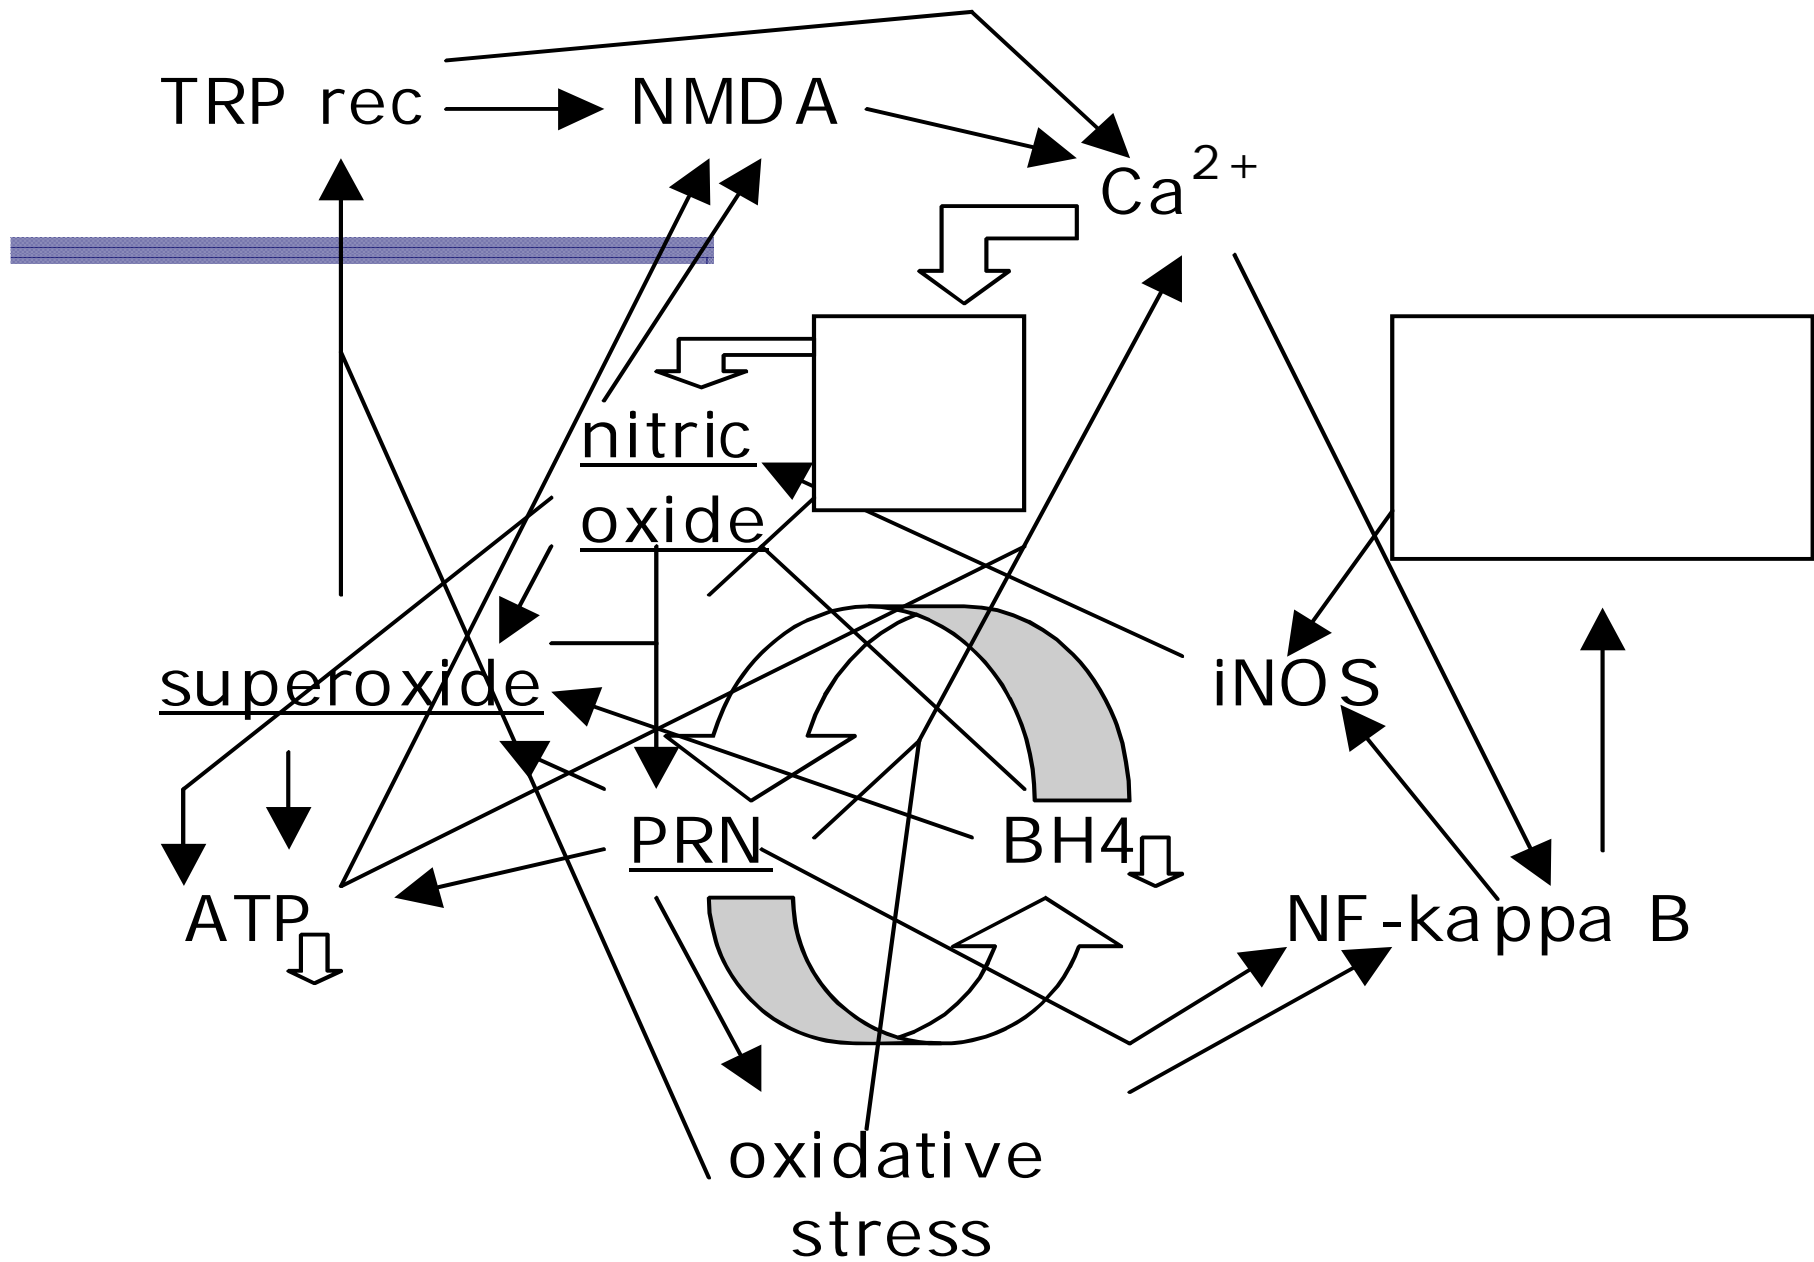 TRP rec
NMDA
Ca2+
nitric
oxide
superoxide
iNOS
PRN
BH4
ATP
NF-kappa B
oxidative
stress